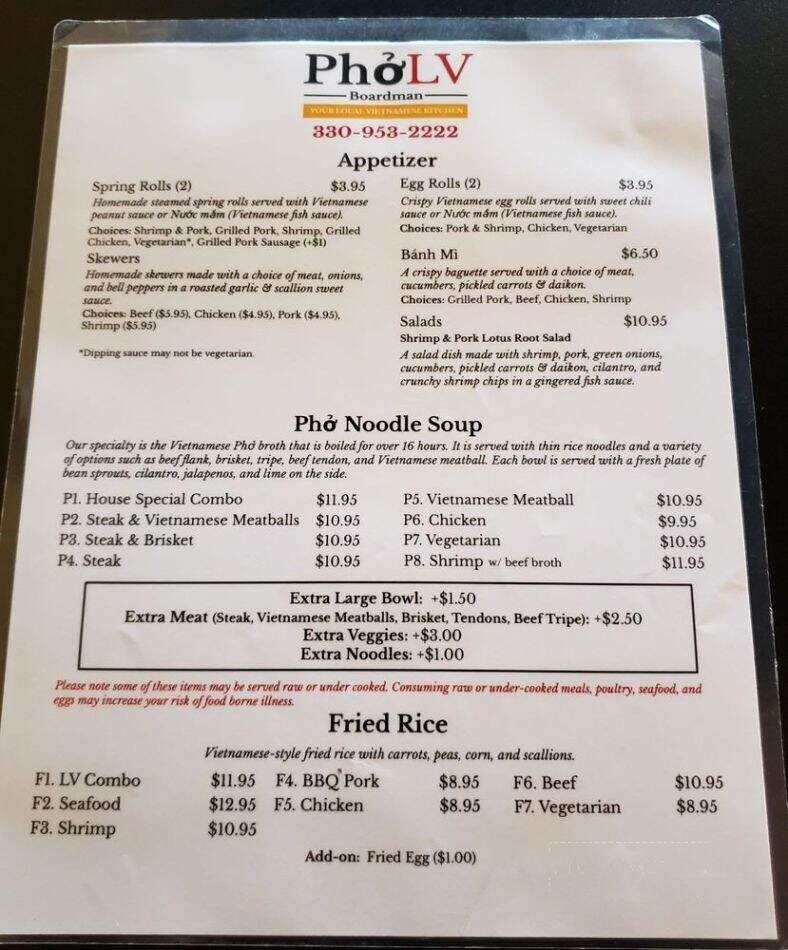 PhởLV
Boardman
YOUR LOCAL VIETNAMESE KITCHEN
330-953-2222
Appetizer
Spring Rolls (2) $3.95
Homemade steamed spring rolls served with Vietnamese
peanut sauce or Nước mắm (Vietnamese fish sauce).
Choices: Shrimp & Pork, Grilled Pork, Shrimp, Grilled
Chicken, Vegetarian*, Grilled Pork Sausage (+$1)
Skewers
Homemade skewers made with a choice of meat, onions,
and bell peppers in a roasted garlic & scallion sweet
sauce.
Choices: Beef ($5.95), Chicken ($4.95), Pork ($4.95),
Shrimp ($5.95)
*Dipping sauce may not be vegetarian.
Egg Rolls (2) $3.95
Crispy Vietnamese egg rolls served with sweet chili
sauce or Nước mắm (Vietnamese fish sauce).
Choices: Pork & Shrimp, Chicken, Vegetarian
Bánh Mì $6.50
A crispy baguette served with a choice of meat,
cucumbers, pickled carrots & daikon.
Choices: Grilled Pork, Beef, Chicken, Shrimp
Salads $10.95
Shrimp & Pork Lotus Root Salad
A salad dish made with shrimp, pork, green onions,
cucumbers, pickled carrots & daikon, cilantro, and
crunchy shrimp chips in a gingered fish sauce.
Phở Noodle Soup
Our specialty is the Vietnamese Phở broth that is boiled for over 16 hours. It is served with thin rice noodles and a variety
of options such as beef flank, brisket, tripe, beef tendon, and Vietnamese meatball. Each bowl is served with a fresh plate of
bean sprouts, cilantro, jalapenos, and lime on the side.
P1. House Special Combo $11.95
P2. Steak & Vietnamese Meatballs $10.95
P3. Steak & Brisket $10.95
P4. Steak $10.95
P5. Vietnamese Meatball $10.95
P6. Chicken $9.95
P7. Vegetarian $10.95
P8. Shrimp w/ beef broth $11.95
Extra Large Bowl: +$1.50
Extra Meat (Steak, Vietnamese Meatballs, Brisket, Tendons, Beef Tripe): +$2.50
Extra Veggies: +$3.00
Extra Noodles: +$1.00
Please note some of these items may be served raw or under cooked. Consuming raw or under-cooked meals, poultry, seafood, and
eggs may increase your risk of food borne illness.
Fried Rice
Vietnamese-style fried rice with carrots, peas, corn, and scallions.
F1. LV Combo $11.95
F2. Seafood $12.95
F3. Shrimp $10.95
F4. BBQ Pork $8.95
F5. Chicken $8.95
F6. Beef $10.95
F7. Vegetarian $8.95
Add-on: Fried Egg ($1.00)